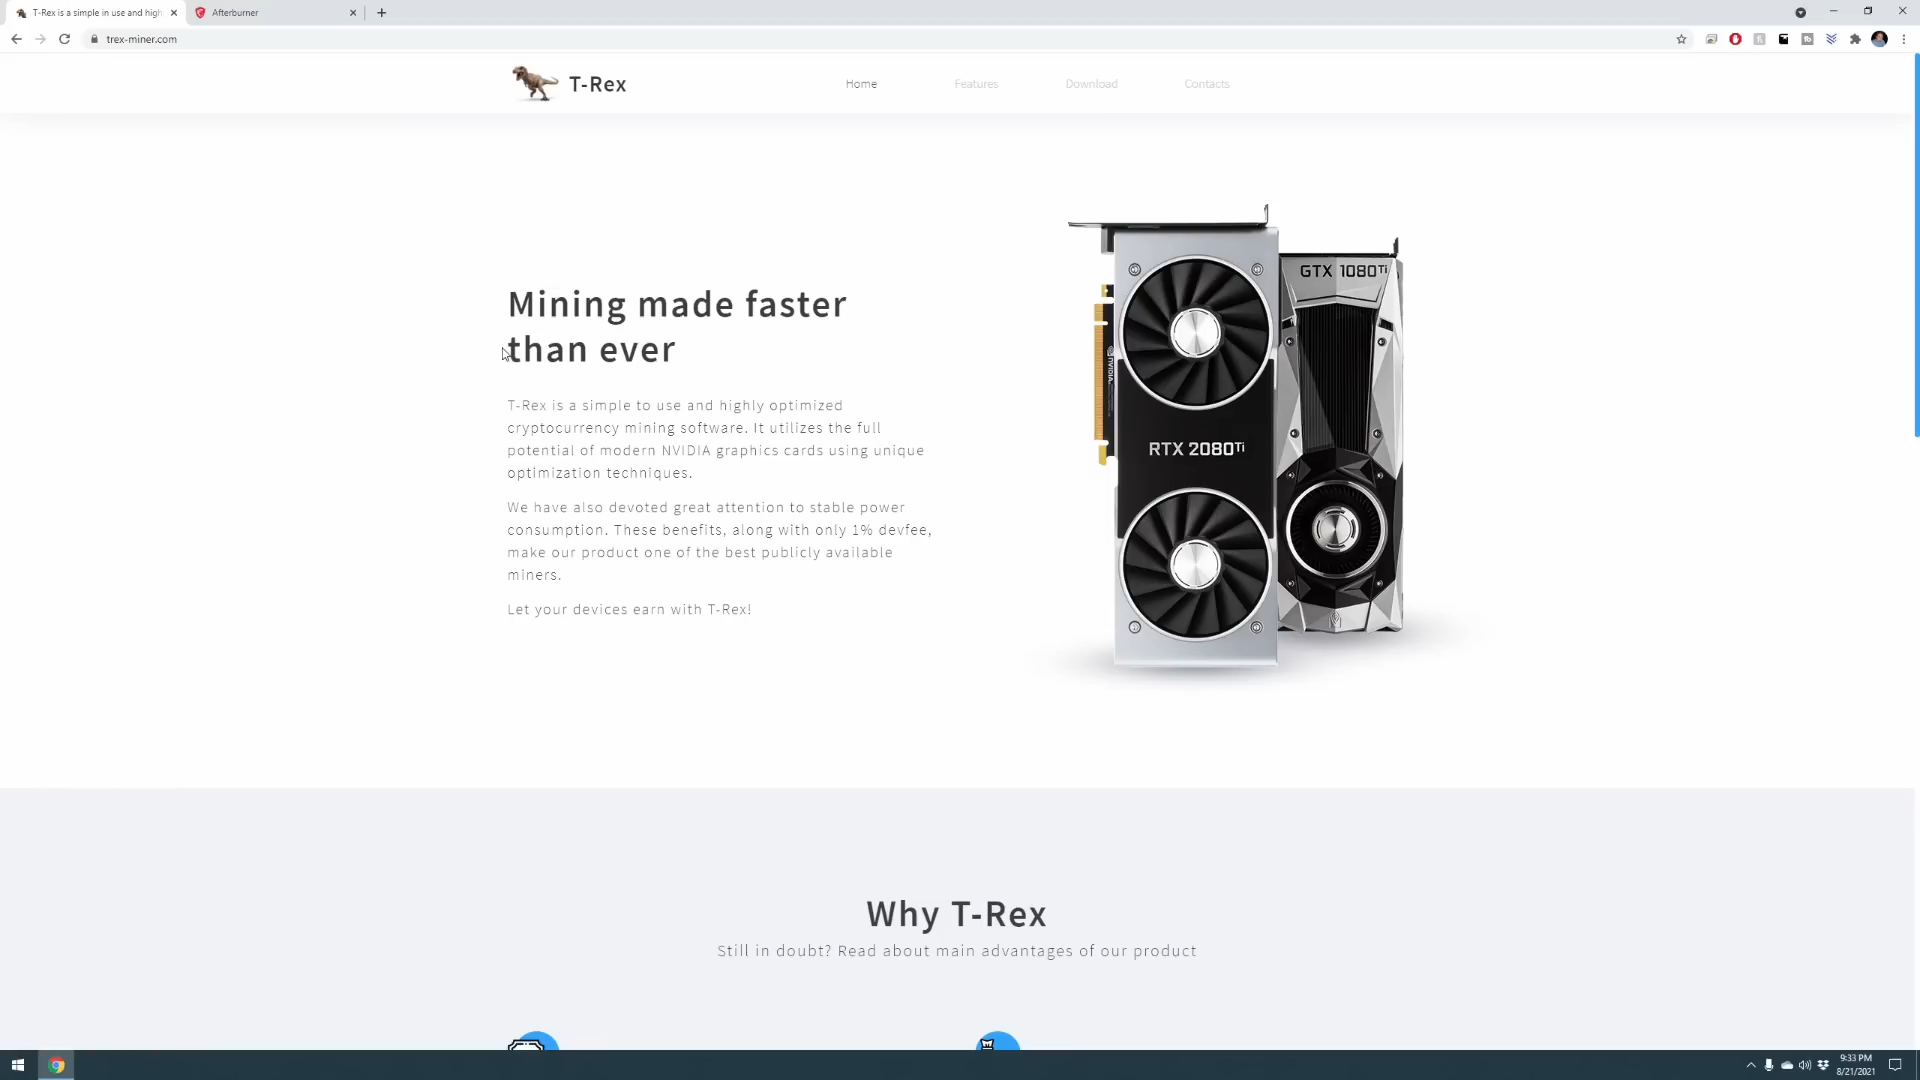 T-Rex is a simple in use and high
Afterburner
trex-miner.com
T-Rex
Home
Features
Download
Contacts
Mining made faster
than ever
T-Rex is a simple to use and highly optimized
cryptocurrency mining software. It utilizes the full
potential of modern NVIDIA graphics cards using unique
optimization techniques.
We have also devoted great attention to stable power
consumption. These benefits, along with only 1% devfee,
make our product one of the best publicly available
miners.
Let your devices earn with T-Rex!
GTX 1080Ti
NVIDIA
RTX 2080Ti
Why T-Rex
Still in doubt? Read about main advantages of our product
9:33 PM
8/21/2021